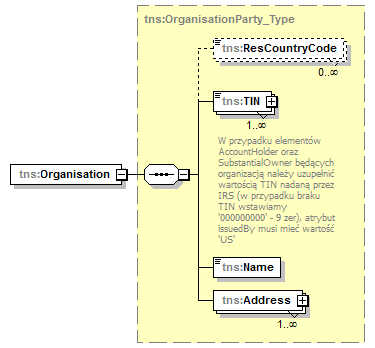 tns:OrganisationParty_Type
tns:ResCountryCode
0..∞
tns:TIN
1..∞
W przypadku elementów
AccountHolder oraz
SubstantialOwner będących
organizacją należy uzupełnić
wartością TIN nadaną przez
IRS (w przypadku braku
TIN wstawiamy
'000000000' - 9 zer), atrybut
issuedBy musi mieć wartość
'US'
tns:Organisation
tns:Name
tns:Address
1..∞